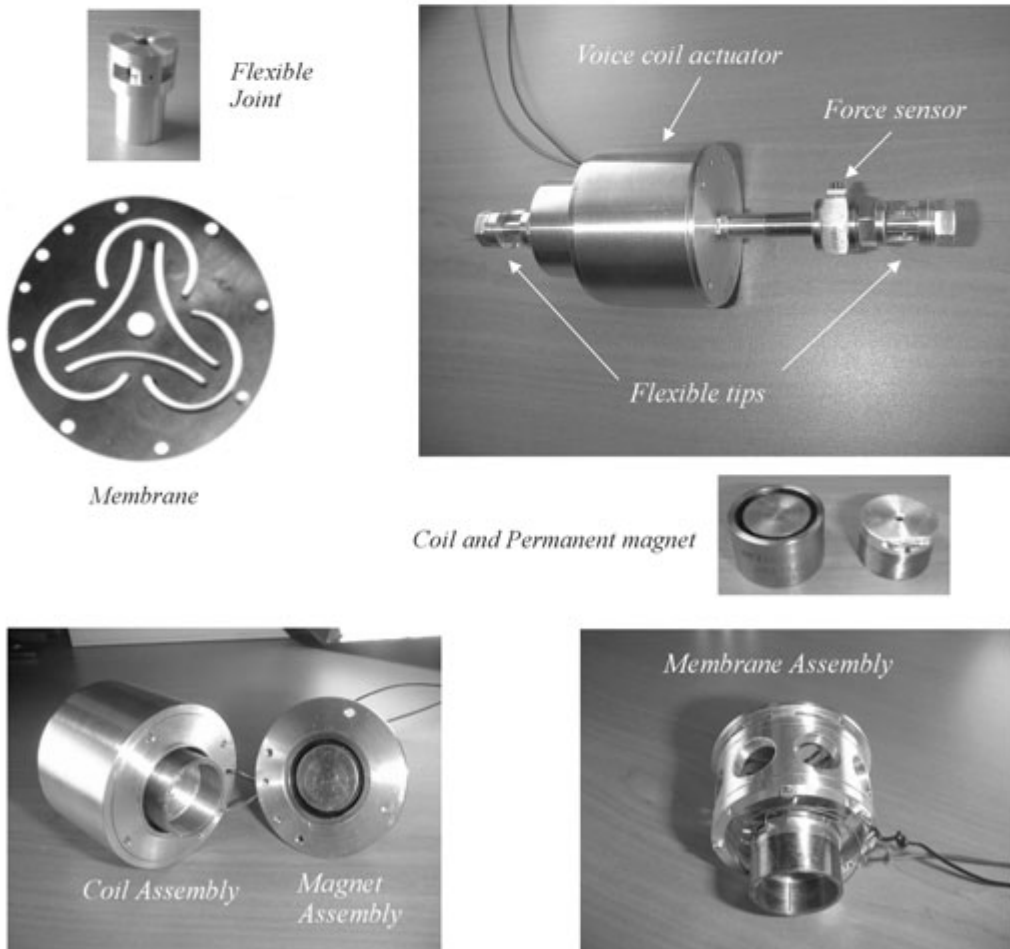 Flexible
Joint
Voice coil actuator
Force sensor
Flexible tips
Membrane
Coil and Permanent magnet
Coil Assembly
Magnet
Assembly
Membrane Assembly